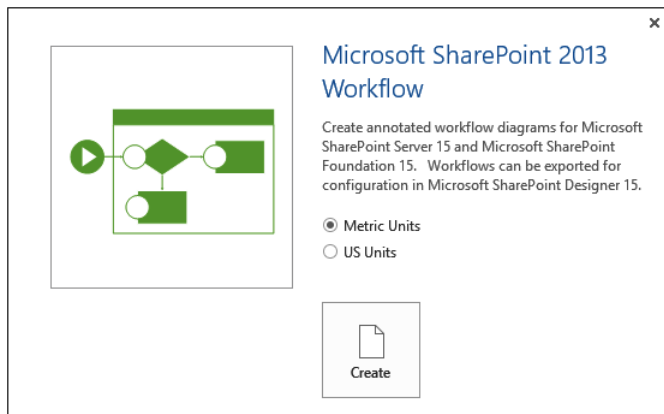 Microsoft SharePoint 2013
Workflow
Create annotated workflow diagrams for Microsoft
SharePoint Server 15 and Microsoft SharePoint
Foundation 15.   Workflows can be exported for
configuration in Microsoft SharePoint Designer 15.
Metric Units
US Units
Create